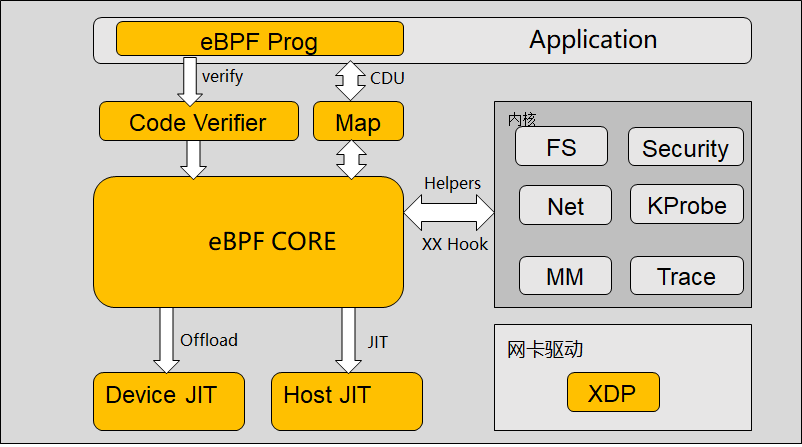 eBPF Prog
Application
verify
CDU
Code Verifier
Map
内核
FS
Security
Helpers
Net
KProbe
eBPF CORE
XX Hook
MM
Trace
Offload
JIT
网卡驱动
Device JIT
Host JIT
XDP